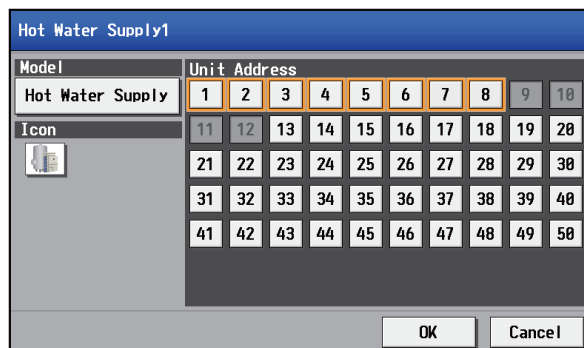 Hot Water Supply1
Model
Hot Water Supply
Icon
Unit Address
1 2 3 4 5 6 7 8 9 10
11 12 13 14 15 16 17 18 19 20
21 22 23 24 25 26 27 28 29 30
31 32 33 34 35 36 37 38 39 40
41 42 43 44 45 46 47 48 49 50
OK Cancel